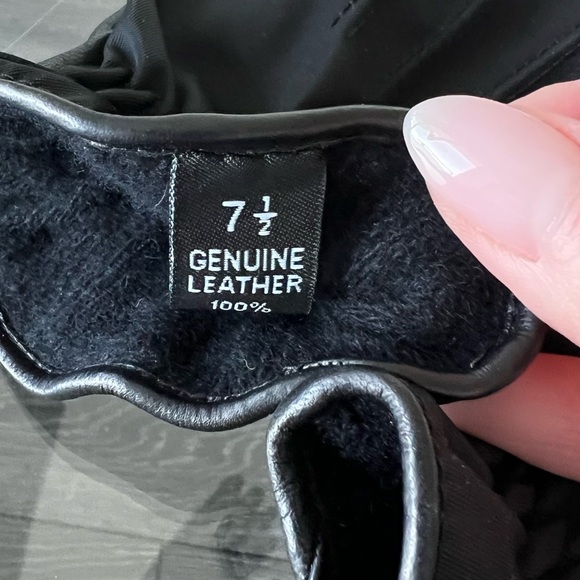 7 ½
GENUINE
LEATHER
100%